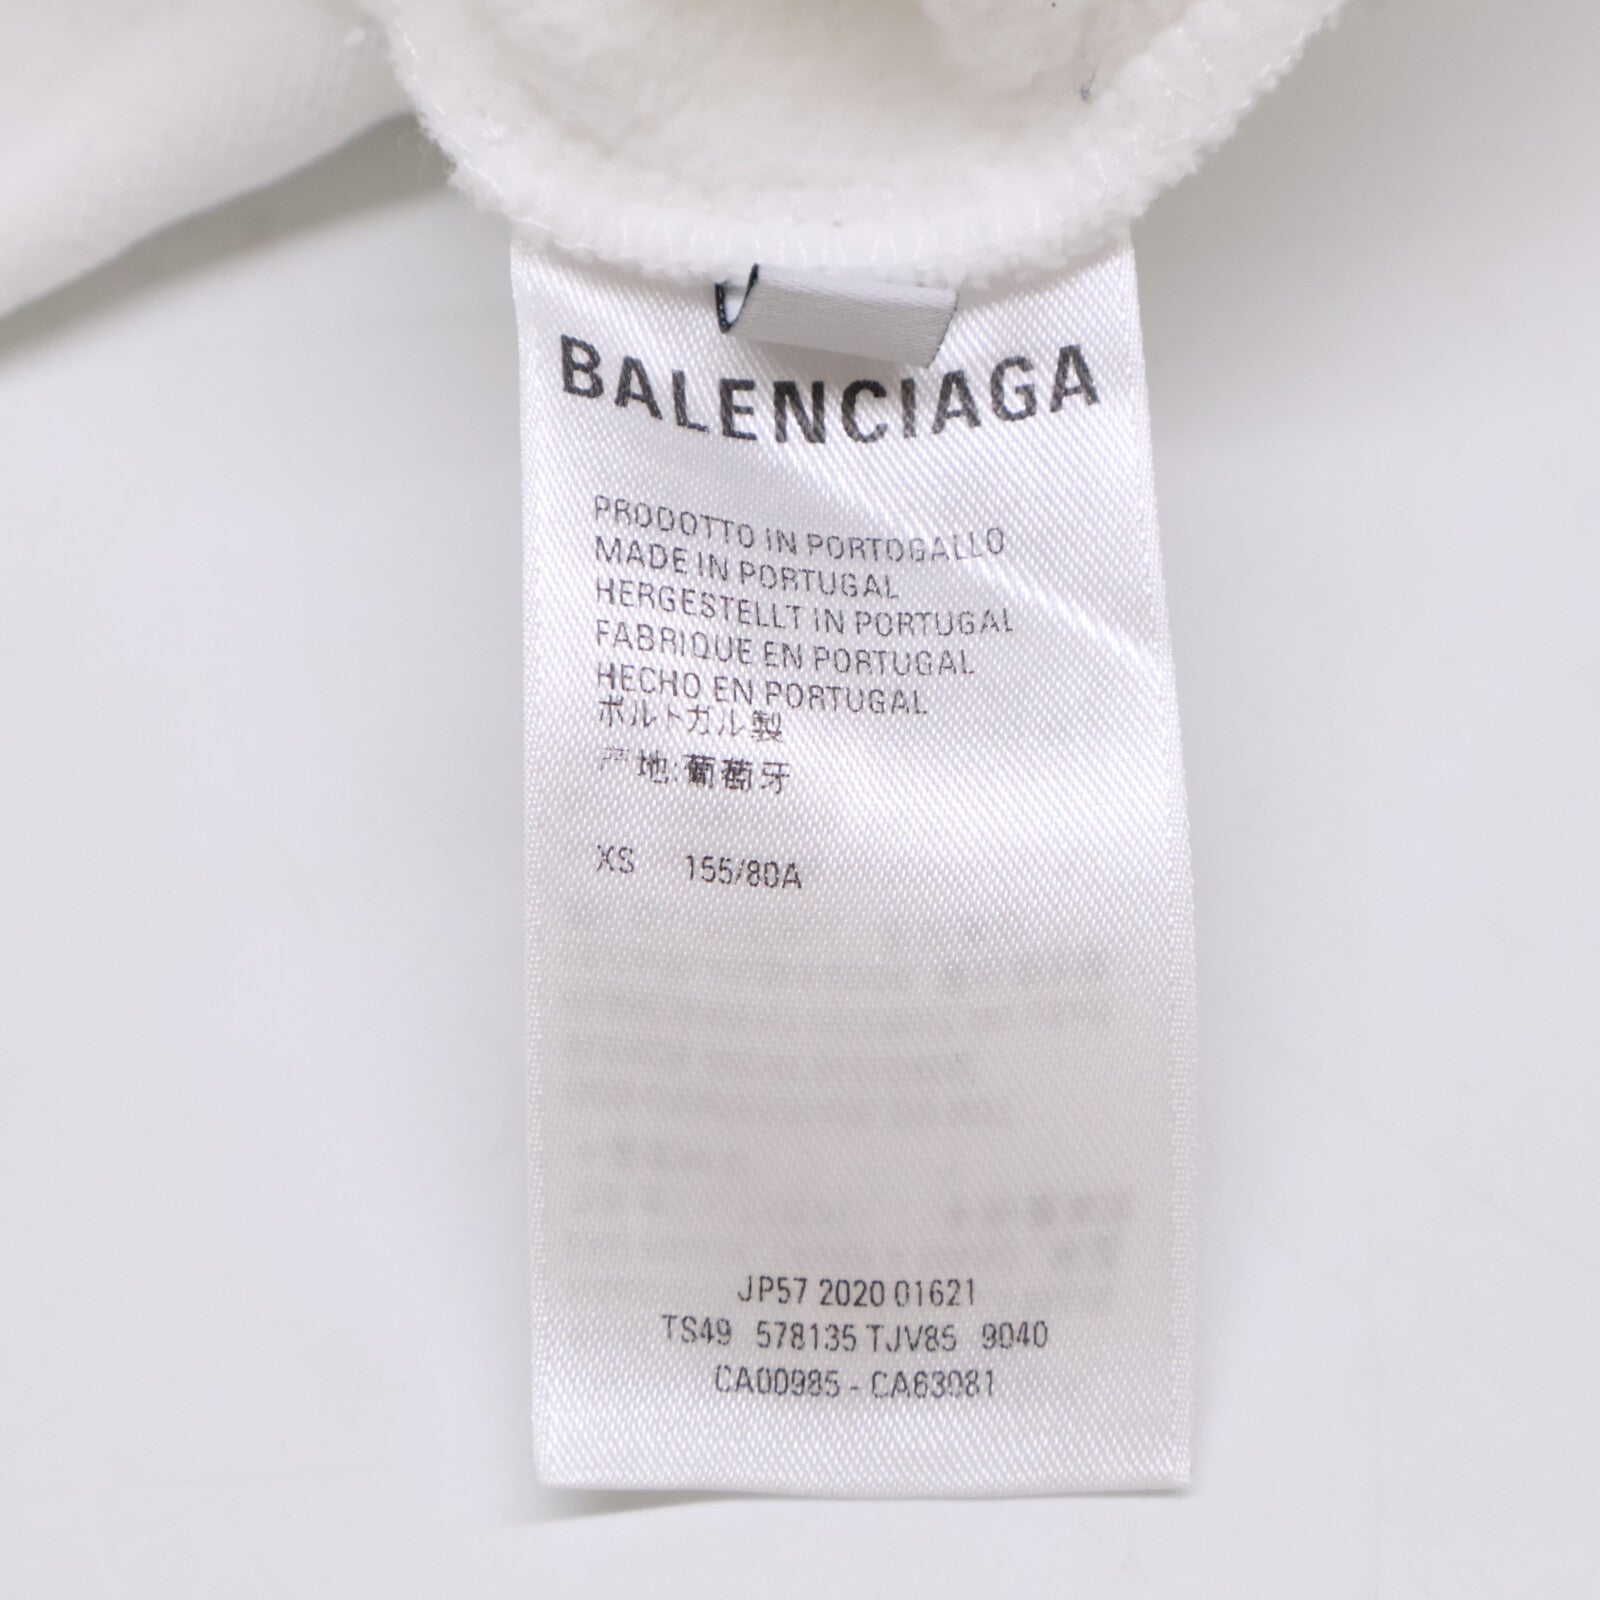 BALENCIAGA
PRODOTTO IN PORTOGALLO
MADE IN PORTUGAL
HERGESTELLT IN PORTUGAL
FABRIQUE EN PORTUGAL
HECHO EN PORTUGAL
ポルトガル製
产地:葡萄牙
XS 155/80A
JP57 2020 01621
TS49 578135 TJV85 9040
CA00985 - CA63081